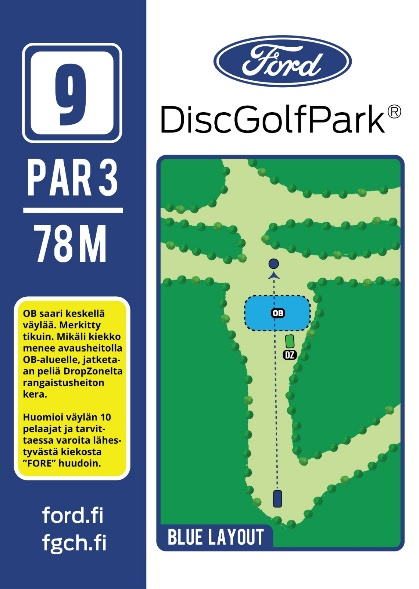 9
PAR 3
78 M
OB saari keskellä
väylää. Merkitty
tikuin. Mikäli kiekko
menee avausheitolla
OB-alueelle, jatketa-
an peliä DropZonelta
rangaistusheiton
kera.
Huomioi väylän 10
pelaajat ja tarvit-
taessa varoita lähes-
tyvästä kiekosta
"FORE" huudoin.
ford.fi
fgch.fi
Ford
DiscGolfPark®
OB
DZ
BLUE LAYOUT